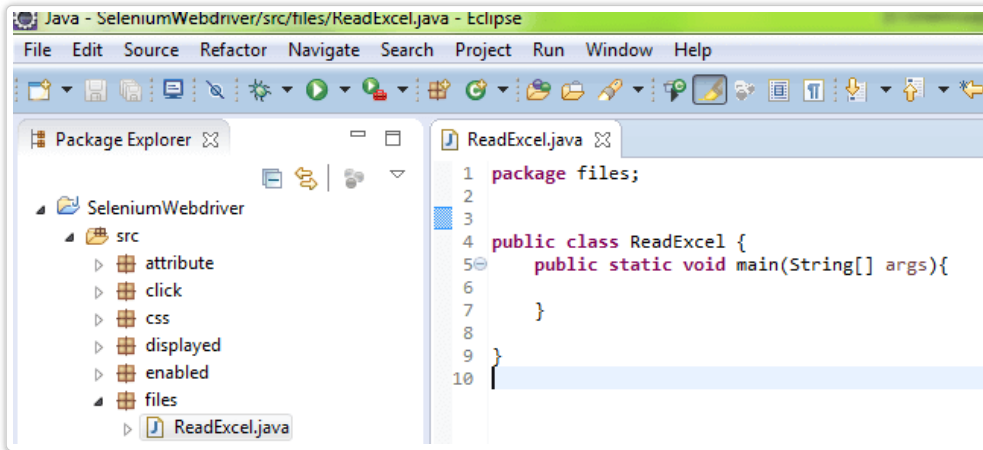 Java - SeleniumWebdriver/src/files/ReadExcel.java - Eclipse
File Edit Source Refactor Navigate Search Project Run Window Help
Package Explorer
SeleniumWebdriver
src
attribute
click
css
displayed
enabled
files
ReadExcel.java
ReadExcel.java
1 package files;
2
3
4 public class ReadExcel {
5 public static void main(String[] args){
6
7 }
8
9 }
10